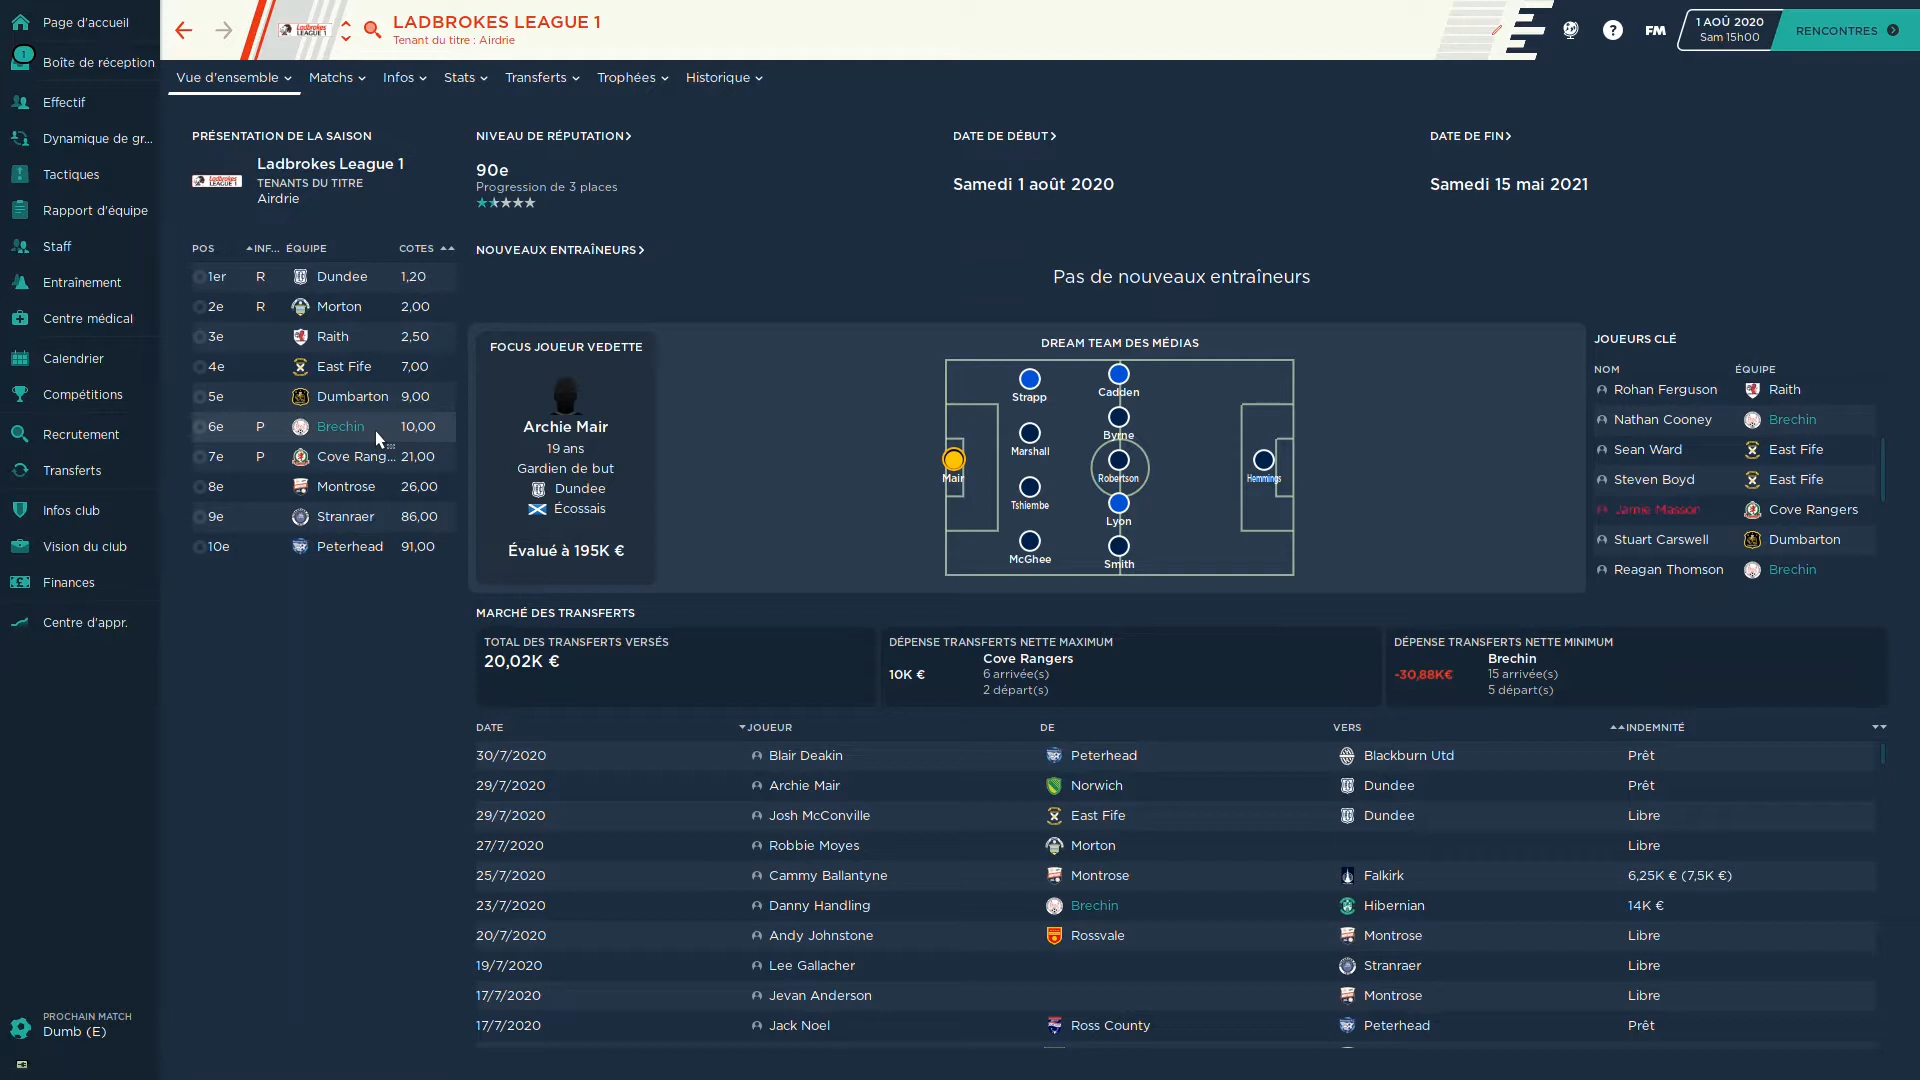 Page d'accueil
1
Boîte de réception
Effectif
Dynamique de gr...
Tactiques
Rapport d'équipe
Staff
Entraînement
Centre médical
Calendrier
Compétitions
Recrutement
Transferts
Infos club
Vision du club
Finances
Centre d'appr.
PROCHAIN MATCH
Dumb (E)
LADBROKES LEAGUE 1
Tenant du titre : Airdrie
FM
1 AOÛ 2020
Sam 15h00
RENCONTRES
Vue d'ensemble
Matchs
Infos
Stats
Transferts
Trophées
Historique
PRÉSENTATION DE LA SAISON
Ladbrokes League 1
TENANTS DU TITRE
Airdrie
NIVEAU DE RÉPUTATION
90e
Progression de 3 places
DATE DE DÉBUT
Samedi 1 août 2020
DATE DE FIN
Samedi 15 mai 2021
POS INF... ÉQUIPE COTES
1er R Dundee 1,20
2e R Morton 2,00
3e Raith 2,50
4e East Fife 7,00
5e Dumbarton 9,00
6e P Brechin 10,00
7e P Cove Rang... 21,00
8e Montrose 26,00
9e Stranraer 86,00
10e Peterhead 91,00
NOUVEAUX ENTRAÎNEURS
Pas de nouveaux entraîneurs
FOCUS JOUEUR VEDETTE
Archie Mair
19 ans
Gardien de but
Dundee
Écossais
Évalué à 195K €
DREAM TEAM DES MÉDIAS
Strapp
Cadden
Marshall
Byrne
Mair
Robertson
Hemmings
Tshiembe
Lyon
McGhee
Smith
JOUEURS CLÉ
NOM ÉQUIPE
Rohan Ferguson Raith
Nathan Cooney Brechin
Sean Ward East Fife
Steven Boyd East Fife
Jamie Masson Cove Rangers
Stuart Carswell Dumbarton
Reagan Thomson Brechin
MARCHÉ DES TRANSFERTS
TOTAL DES TRANSFERTS VERSÉS
20,02K €
DÉPENSE TRANSFERTS NETTE MAXIMUM
10K €
Cove Rangers
6 arrivée(s)
2 départ(s)
DÉPENSE TRANSFERTS NETTE MINIMUM
-30,88K€
Brechin
15 arrivée(s)
5 départ(s)
DATE JOUEUR DE VERS INDEMNITÉ
30/7/2020 Blair Deakin Peterhead Blackburn Utd Prêt
29/7/2020 Archie Mair Norwich Dundee Prêt
29/7/2020 Josh McConville East Fife Dundee Libre
27/7/2020 Robbie Moyes Morton Libre
25/7/2020 Cammy Ballantyne Montrose Falkirk 6,25K € (7,5K €)
23/7/2020 Danny Handling Brechin Hibernian 14K €
20/7/2020 Andy Johnstone Rossvale Montrose Libre
19/7/2020 Lee Gallacher Stranraer Libre
17/7/2020 Jevan Anderson Montrose Libre
17/7/2020 Jack Noel Ross County Peterhead Prêt